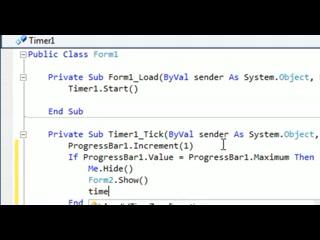 Timer1
Public Class Form1
Private Sub Form1_Load(ByVal sender As System.Object,
Timer1.Start()
End Sub
Private Sub Timer1_Tick(ByVal sender As System.Object,
ProgressBar1.Increment(1)
If ProgressBar1.Value = ProgressBar1.Maximum Then
Me.Hide()
Form2.Show()
time
End